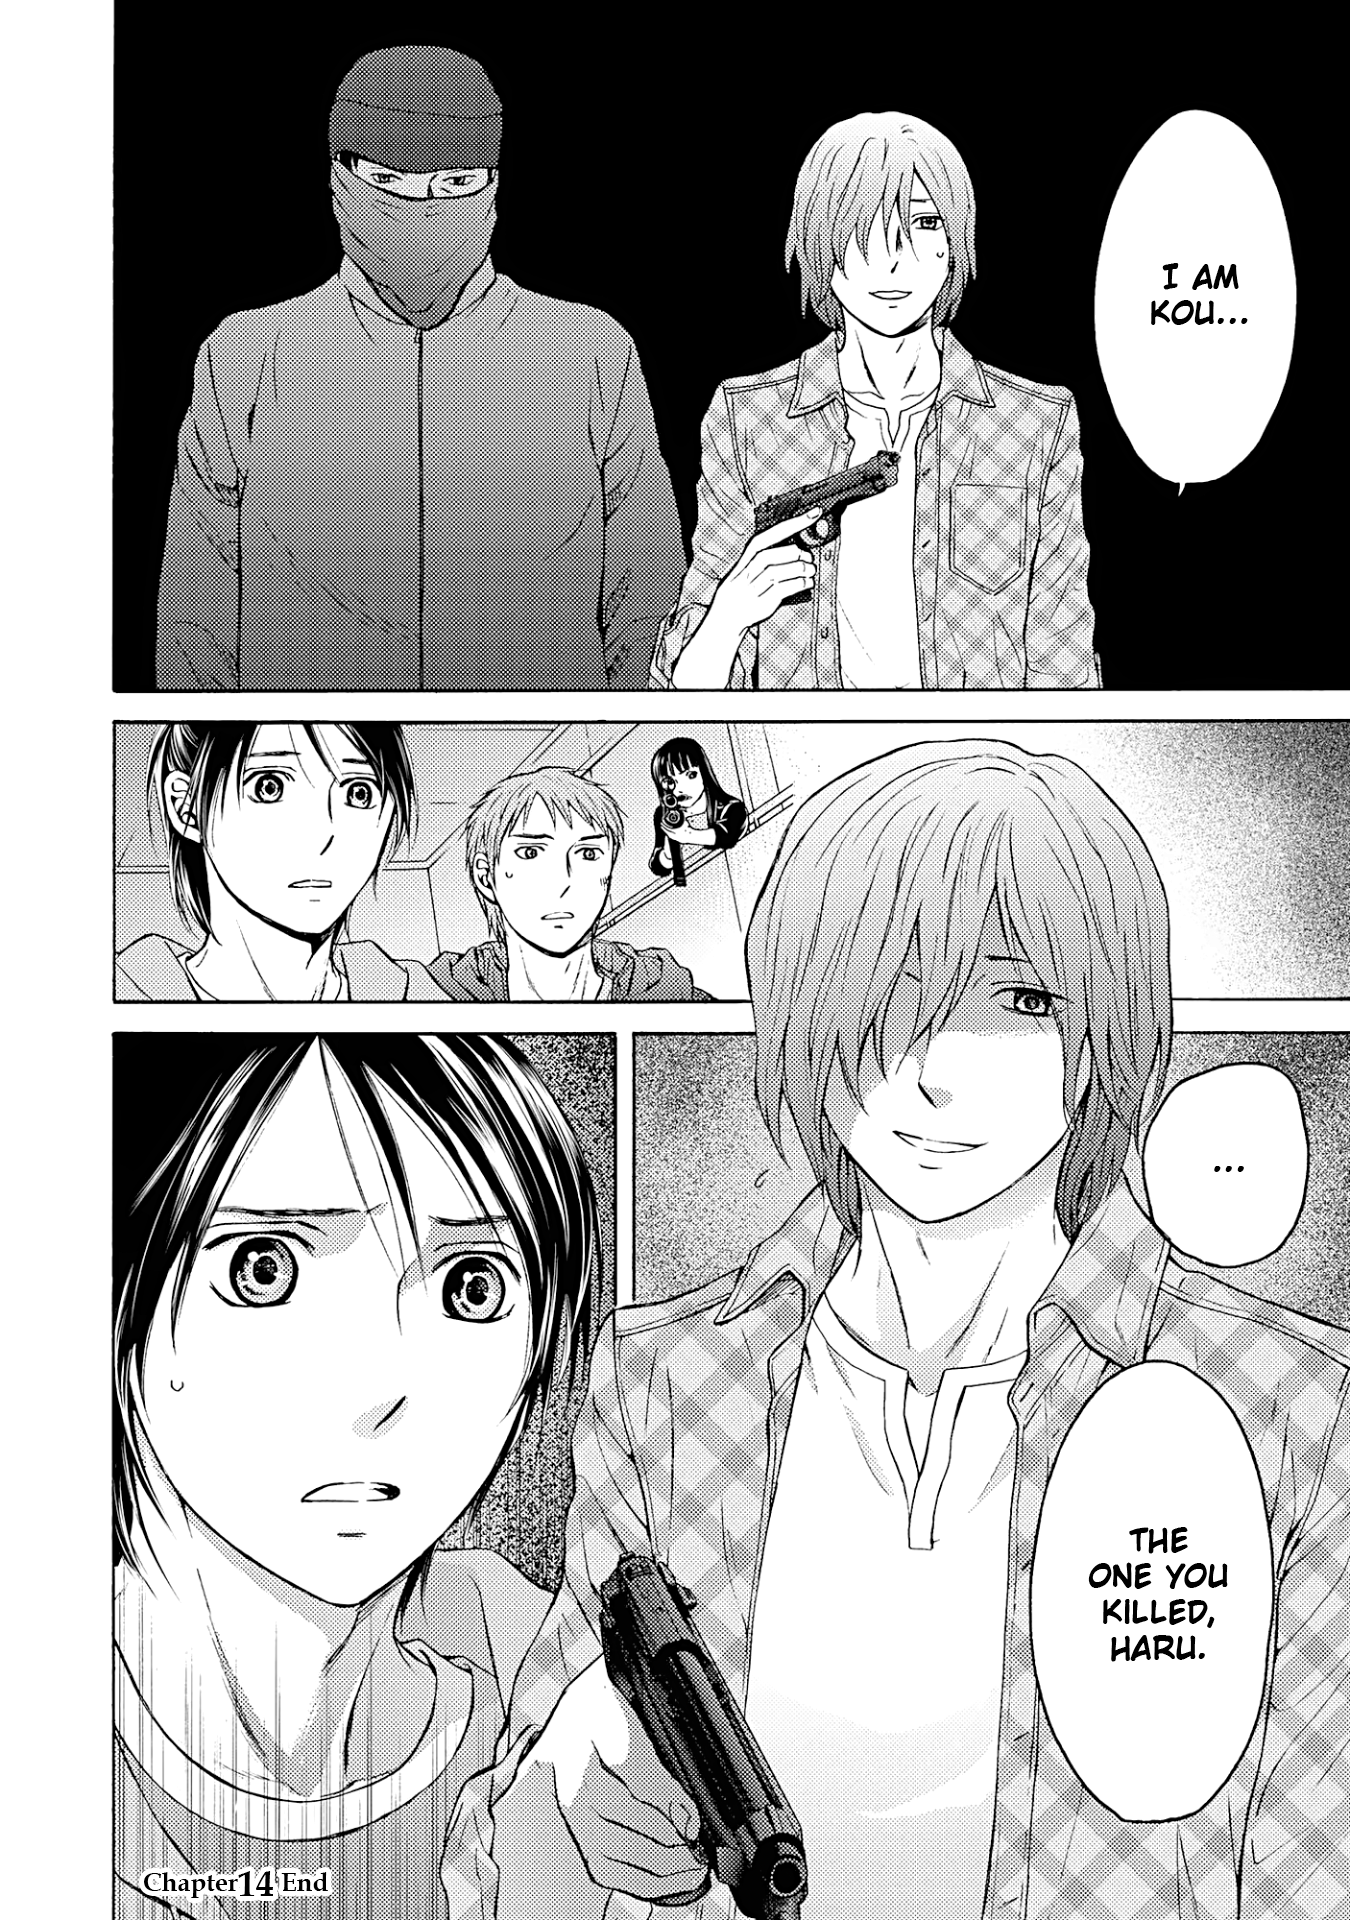 I AM
KOU...
...
THE
ONE YOU
KILLED,
HARU.
Chapter 14 End